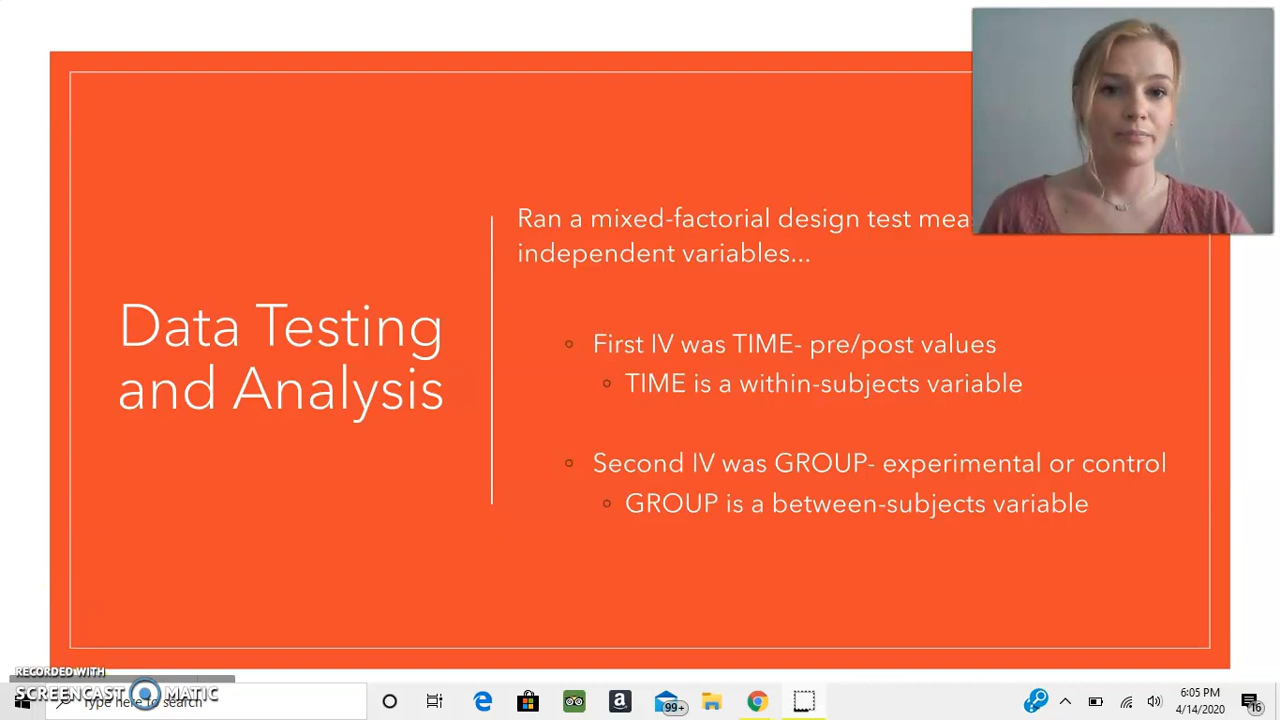 Ran a mixed-factorial design test
independent variables...
Data Testing
and Analysis
○ First IV was TIME- pre/post values
○ TIME is a within-subjects variable
○ Second IV was GROUP- experimental or control
○ GROUP is a between-subjects variable
RECORDED WITH
SCREENCAST MATIC
Type here to search
99+
6:05 PM
4/14/2020
16